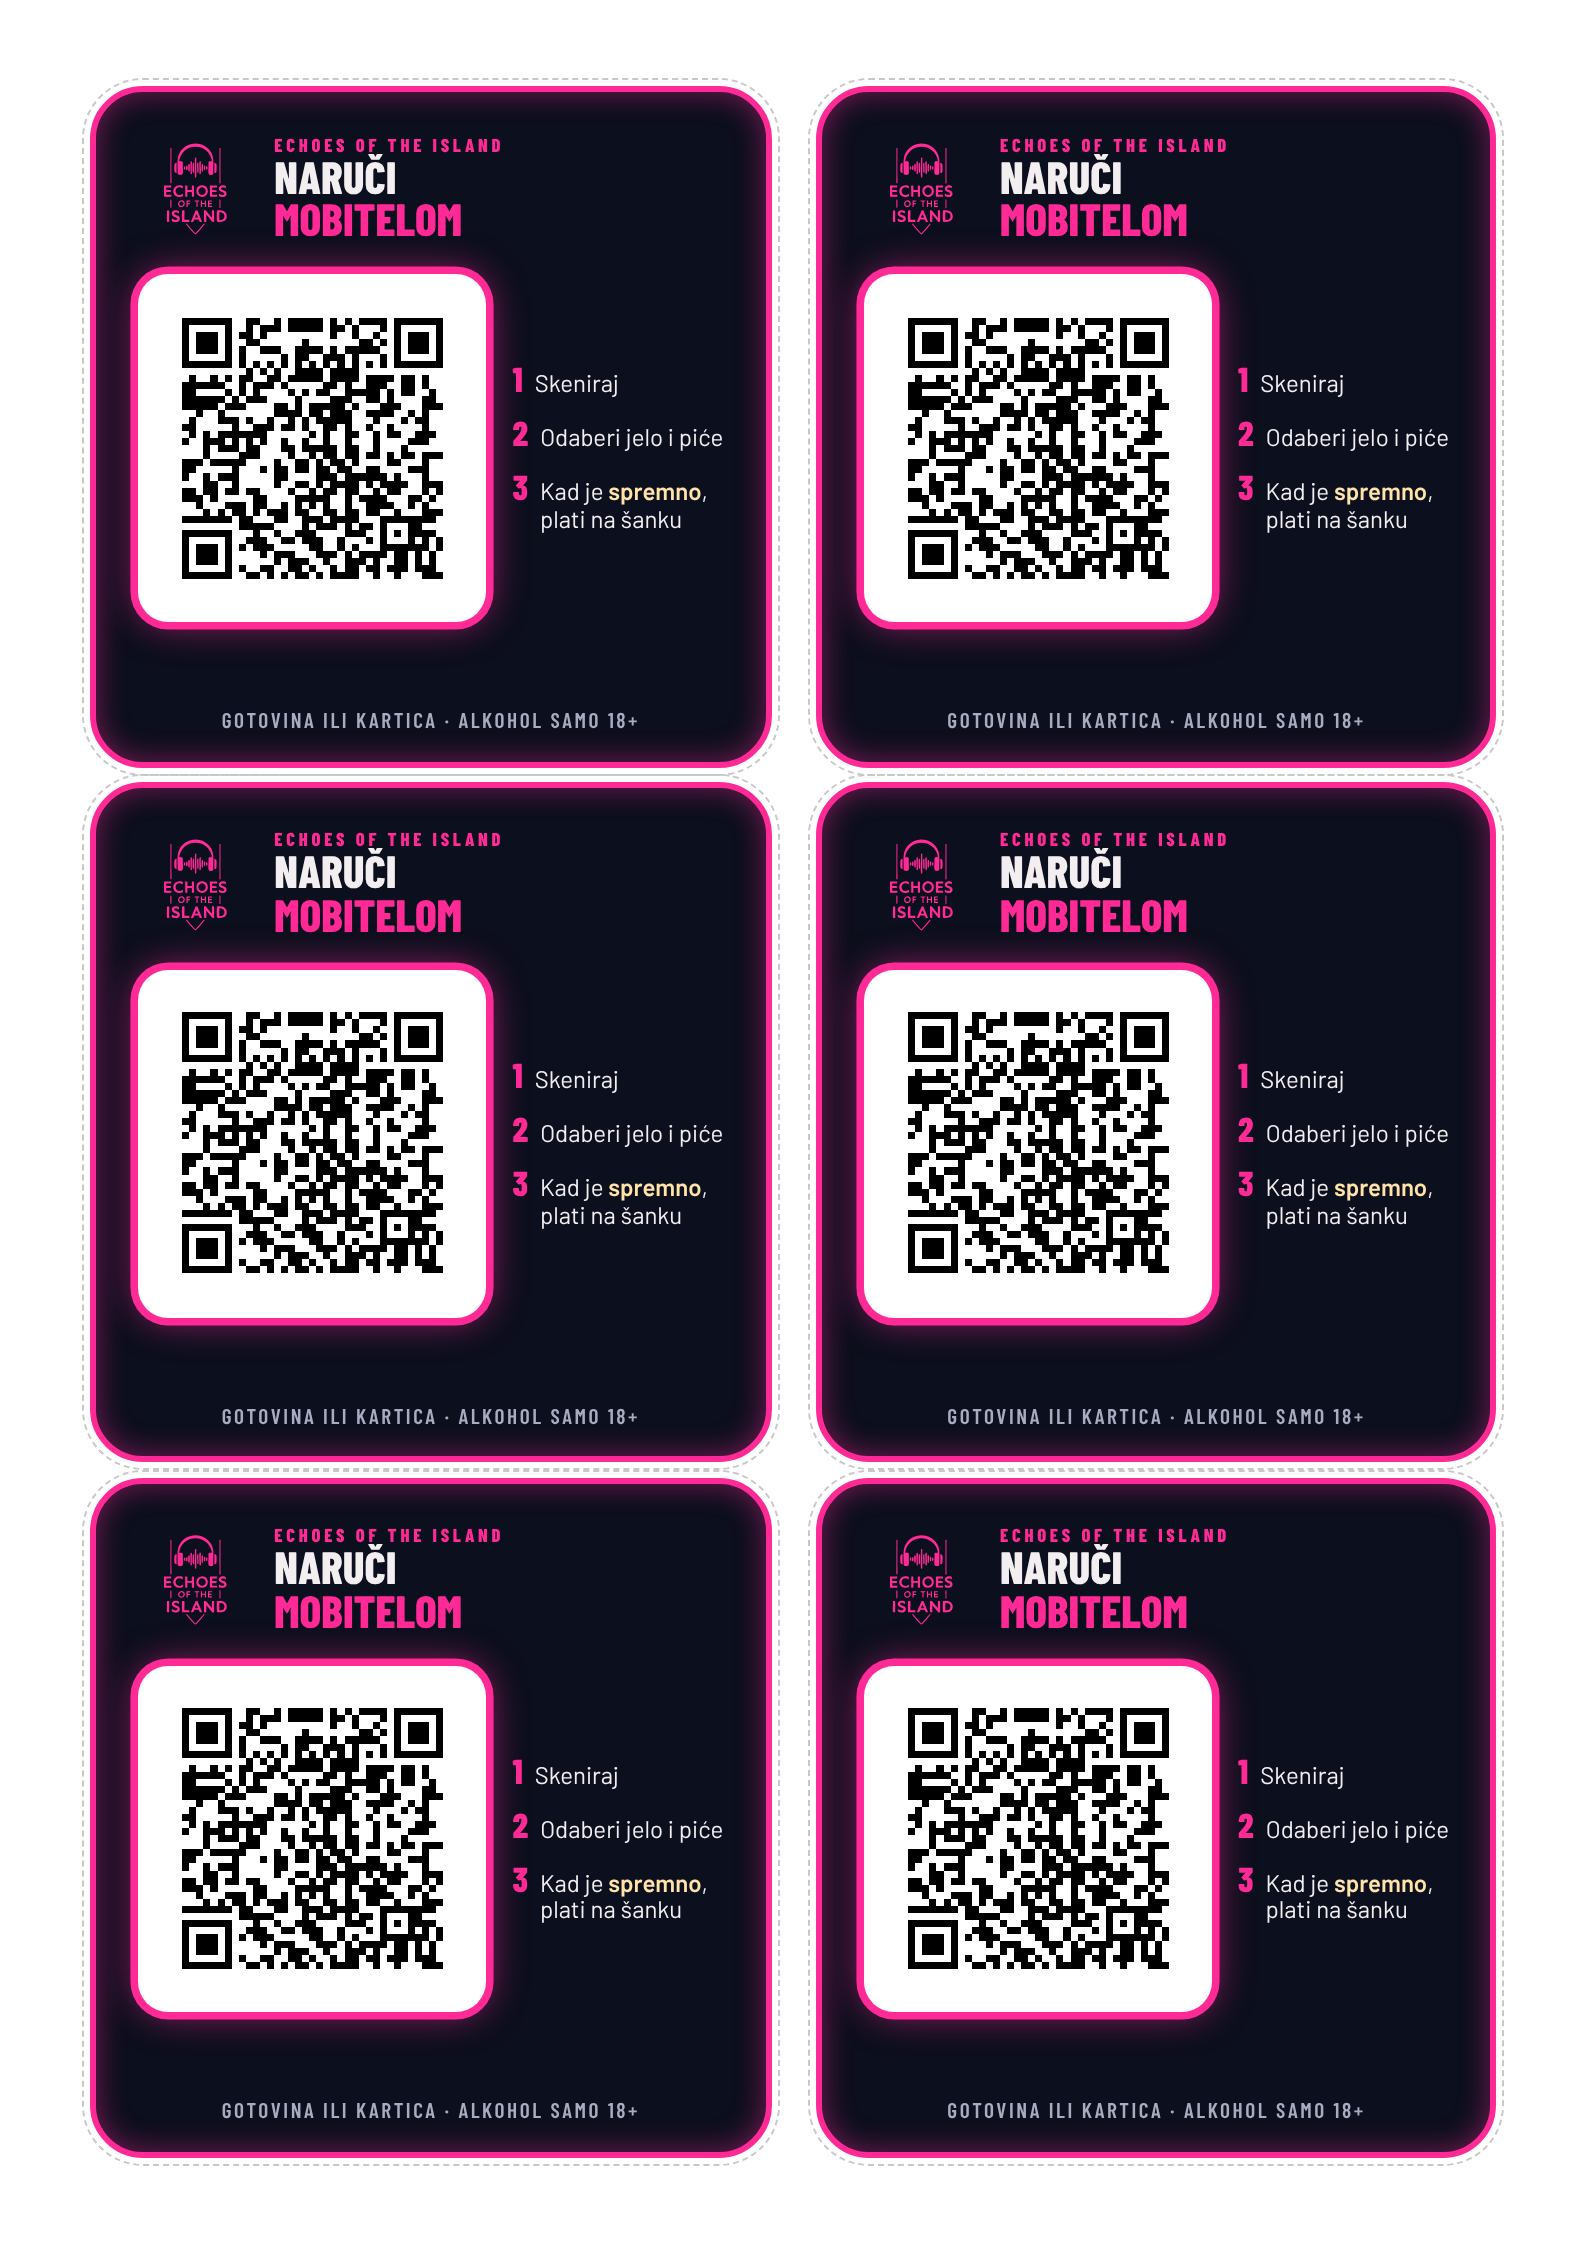 ECHOES
OF THE
ISLAND
ECHOES OF THE ISLAND
NARUČI
MOBITELOM
1 Skeniraj
2 Odaberi jelo i piće
3 Kad je spremno,
plati na šanku
GOTOVINA ILI KARTICA · ALKOHOL SAMO 18+
ECHOES
OF THE
ISLAND
ECHOES OF THE ISLAND
NARUČI
MOBITELOM
1 Skeniraj
2 Odaberi jelo i piće
3 Kad je spremno,
plati na šanku
GOTOVINA ILI KARTICA · ALKOHOL SAMO 18+
ECHOES
OF THE
ISLAND
ECHOES OF THE ISLAND
NARUČI
MOBITELOM
1 Skeniraj
2 Odaberi jelo i piće
3 Kad je spremno,
plati na šanku
GOTOVINA ILI KARTICA · ALKOHOL SAMO 18+
ECHOES
OF THE
ISLAND
ECHOES OF THE ISLAND
NARUČI
MOBITELOM
1 Skeniraj
2 Odaberi jelo i piće
3 Kad je spremno,
plati na šanku
GOTOVINA ILI KARTICA · ALKOHOL SAMO 18+
ECHOES
OF THE
ISLAND
ECHOES OF THE ISLAND
NARUČI
MOBITELOM
1 Skeniraj
2 Odaberi jelo i piće
3 Kad je spremno,
plati na šanku
GOTOVINA ILI KARTICA · ALKOHOL SAMO 18+
ECHOES
OF THE
ISLAND
ECHOES OF THE ISLAND
NARUČI
MOBITELOM
1 Skeniraj
2 Odaberi jelo i piće
3 Kad je spremno,
plati na šanku
GOTOVINA ILI KARTICA · ALKOHOL SAMO 18+